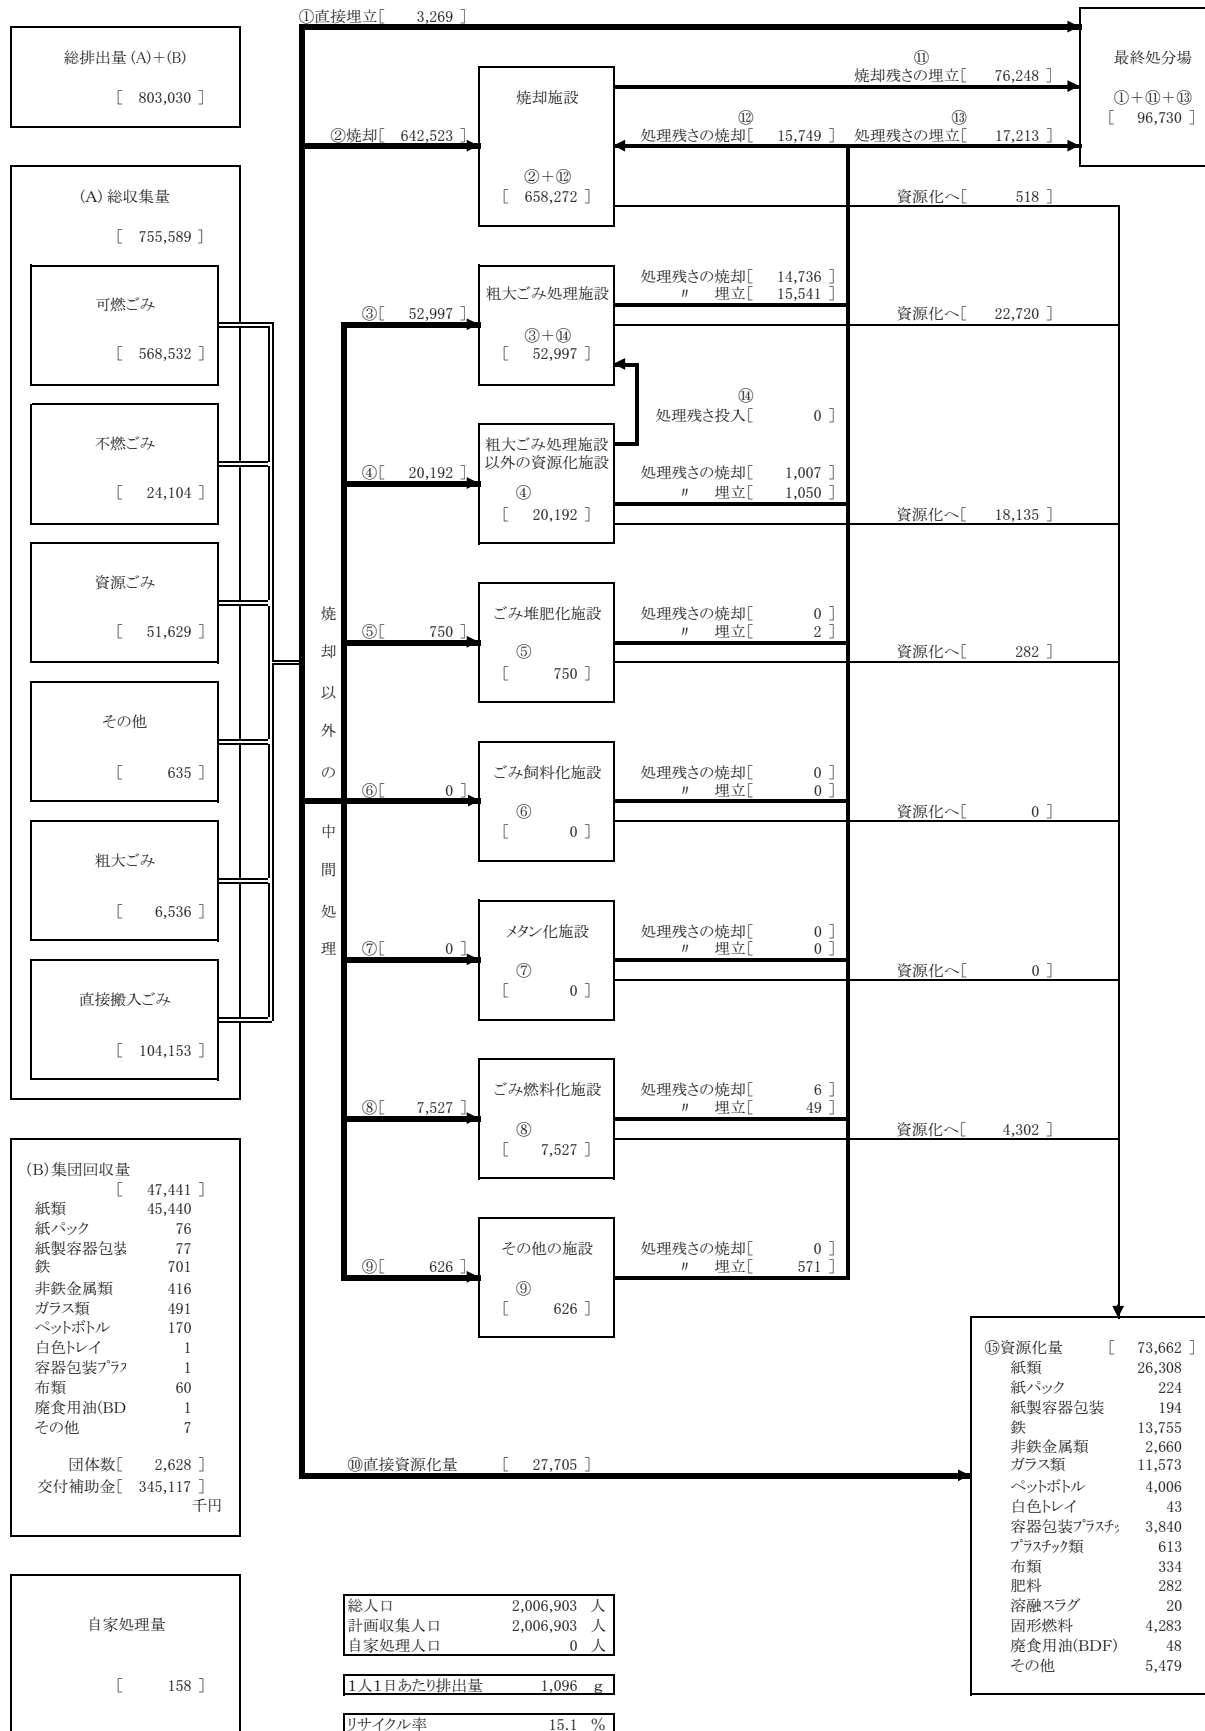 ①直接埋立[ 3,269 ]
総排出量 (A)+(B)
[ 803,030 ]
(A) 総収集量
[ 755,589 ]
可燃ごみ
[ 568,532 ]
不燃ごみ
[ 24,104 ]
資源ごみ
[ 51,629 ]
その他
[ 635 ]
粗大ごみ
[ 6,536 ]
直接搬入ごみ
[ 104,153 ]
(B)集団回収量
[ 47,441 ]
紙類 45,440
紙パック 76
紙製容器包装 77
鉄 701
非鉄金属類 416
ガラス類 491
ペットボトル 170
白色トレイ 1
容器包装プラス 1
布類 60
廃食用油(BD 1
その他 7
団体数[ 2,628 ]
交付補助金[ 345,117 ]
千円
自家処理量
[ 158 ]
②焼却[ 642,523 ]
焼却以外の中間処理
③[ 52,997 ]
④[ 20,192 ]
⑤[ 750 ]
⑥[ 0 ]
⑦[ 0 ]
⑧[ 7,527 ]
⑨[ 626 ]
⑩直接資源化量 [ 27,705 ]
焼却施設
②+⑫
[ 658,272 ]
⑪
焼却残さの埋立[ 76,248 ]
⑫
処理残さの焼却[ 15,749 ]
⑬
処理残さの埋立[ 17,213 ]
資源化へ[ 518 ]
最終処分場
①+⑪+⑬
[ 96,730 ]
粗大ごみ処理施設
③+⑭
[ 52,997 ]
処理残さの焼却[ 14,736 ]
〃 埋立[ 15,541 ]
資源化へ[ 22,720 ]
⑭
処理残さ投入[ 0 ]
粗大ごみ処理施設
以外の資源化施設
④
[ 20,192 ]
処理残さの焼却[ 1,007 ]
〃 埋立[ 1,050 ]
資源化へ[ 18,135 ]
ごみ堆肥化施設
⑤
[ 750 ]
処理残さの焼却[ 0 ]
〃 埋立[ 2 ]
資源化へ[ 282 ]
ごみ飼料化施設
⑥
[ 0 ]
処理残さの焼却[ 0 ]
〃 埋立[ 0 ]
資源化へ[ 0 ]
メタン化施設
⑦
[ 0 ]
処理残さの焼却[ 0 ]
〃 埋立[ 0 ]
資源化へ[ 0 ]
ごみ燃料化施設
⑧
[ 7,527 ]
処理残さの焼却[ 6 ]
〃 埋立[ 49 ]
資源化へ[ 4,302 ]
その他の施設
⑨
[ 626 ]
処理残さの焼却[ 0 ]
〃 埋立[ 571 ]
⑮資源化量 [ 73,662 ]
紙類 26,308
紙パック 224
紙製容器包装 194
鉄 13,755
非鉄金属類 2,660
ガラス類 11,573
ペットボトル 4,006
白色トレイ 43
容器包装プラスチッ 3,840
プラスチック類 613
布類 334
肥料 282
溶融スラグ 20
固形燃料 4,283
廃食用油(BDF) 48
その他 5,479
総人口 2,006,903 人
計画収集人口 2,006,903 人
自家処理人口 0 人
1人1日あたり排出量 1,096 g
リサイクル率 15.1 %